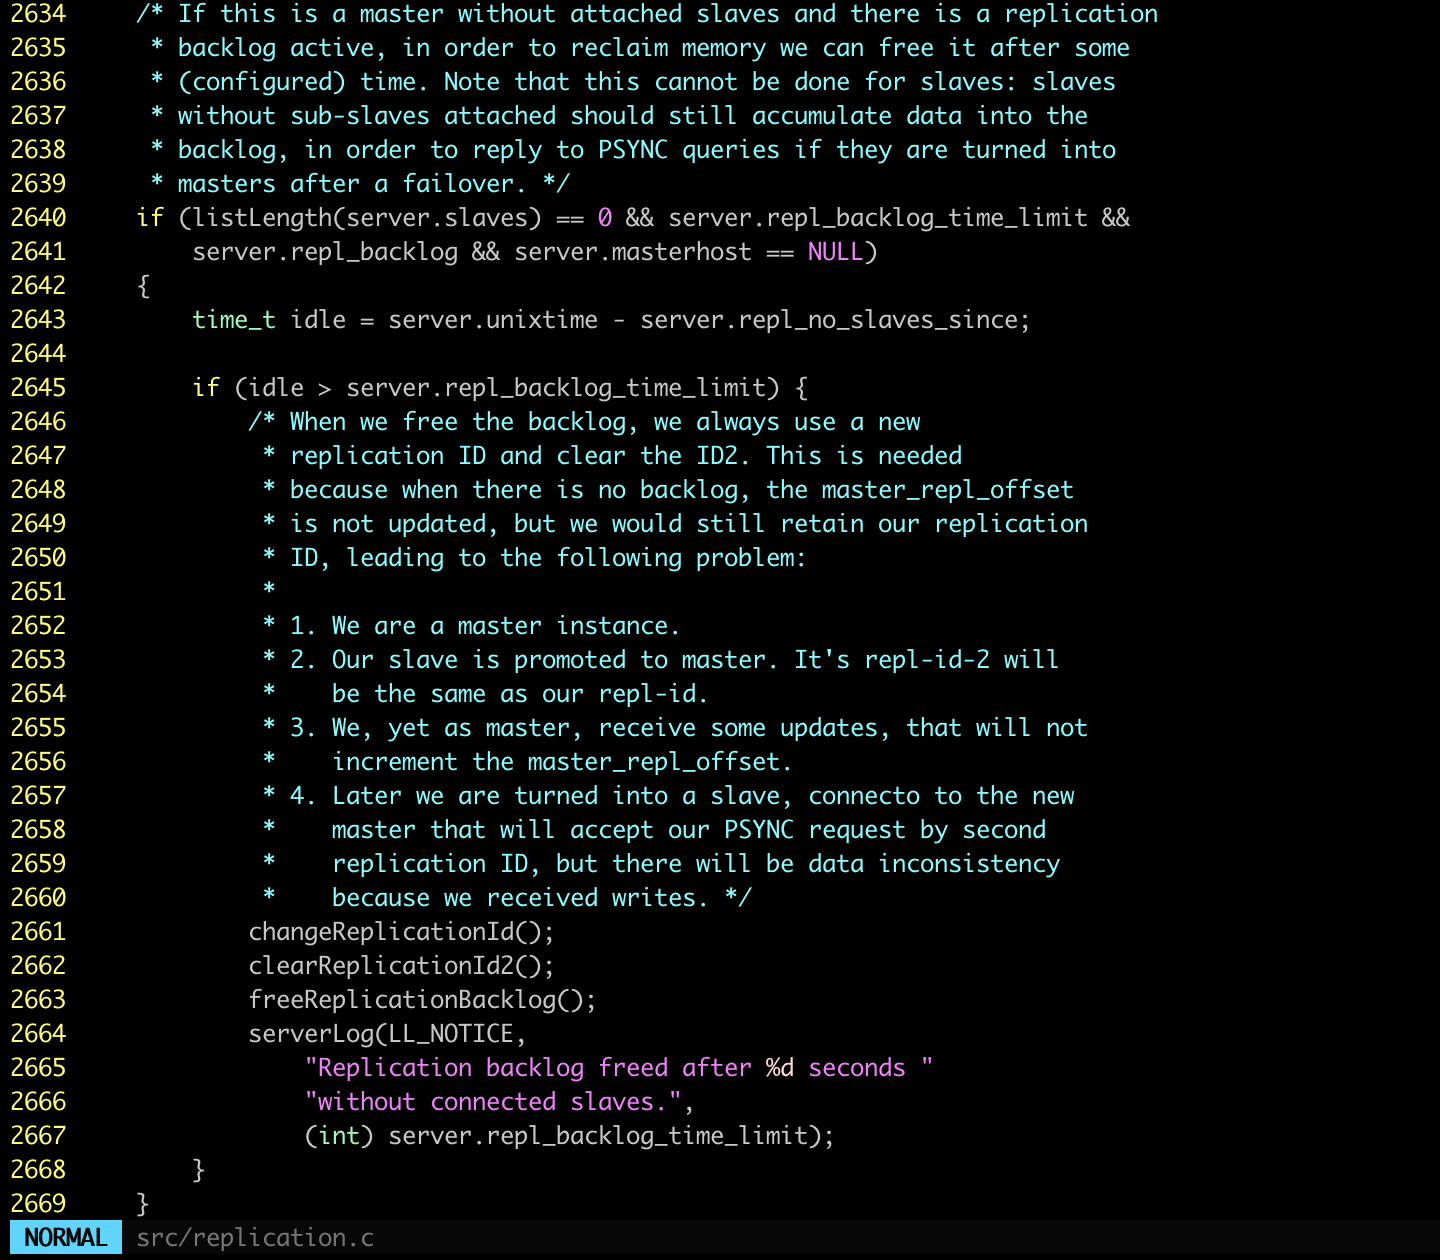 2634     /* If this is a master without attached slaves and there is a replication
2635      * backlog active, in order to reclaim memory we can free it after some
2636      * (configured) time. Note that this cannot be done for slaves: slaves
2637      * without sub-slaves attached should still accumulate data into the
2638      * backlog, in order to reply to PSYNC queries if they are turned into
2639      * masters after a failover. */
2640     if (listLength(server.slaves) == 0 && server.repl_backlog_time_limit &&
2641         server.repl_backlog && server.masterhost == NULL)
2642     {
2643         time_t idle = server.unixtime - server.repl_no_slaves_since;
2644
2645         if (idle > server.repl_backlog_time_limit) {
2646             /* When we free the backlog, we always use a new
2647              * replication ID and clear the ID2. This is needed
2648              * because when there is no backlog, the master_repl_offset
2649              * is not updated, but we would still retain our replication
2650              * ID, leading to the following problem:
2651              *
2652              * 1. We are a master instance.
2653              * 2. Our slave is promoted to master. It's repl-id-2 will
2654              *    be the same as our repl-id.
2655              * 3. We, yet as master, receive some updates, that will not
2656              *    increment the master_repl_offset.
2657              * 4. Later we are turned into a slave, connecto to the new
2658              *    master that will accept our PSYNC request by second
2659              *    replication ID, but there will be data inconsistency
2660              *    because we received writes. */
2661             changeReplicationId();
2662             clearReplicationId2();
2663             freeReplicationBacklog();
2664             serverLog(LL_NOTICE,
2665                 "Replication backlog freed after %d seconds "
2666                 "without connected slaves.",
2667                 (int) server.repl_backlog_time_limit);
2668         }
2669     }
NORMAL src/replication.c